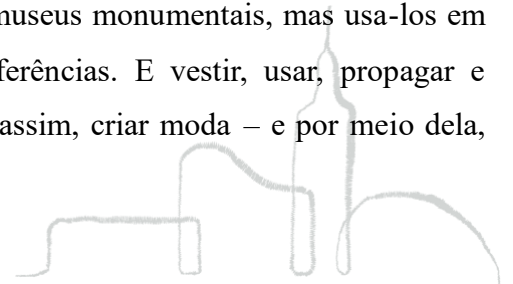 museus monumentais, mas usa-los em
ferências. E vestir, usar, propagar e
assim, criar moda – e por meio dela,